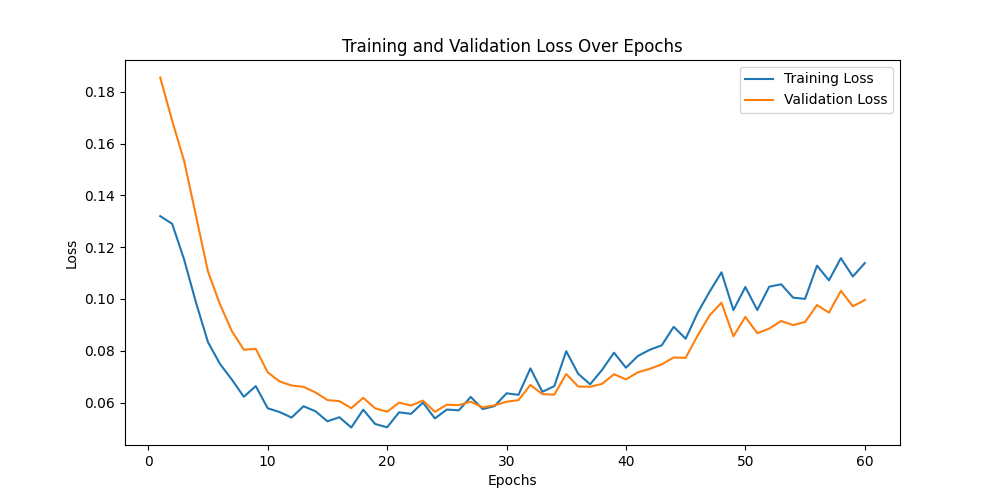 Training and Validation Loss Over Epochs
Training Loss
Validation Loss
0.18
0.16
0.14
0.12
0.10
0.08
0.06
Loss
0 10 20 30 40 50 60
Epochs